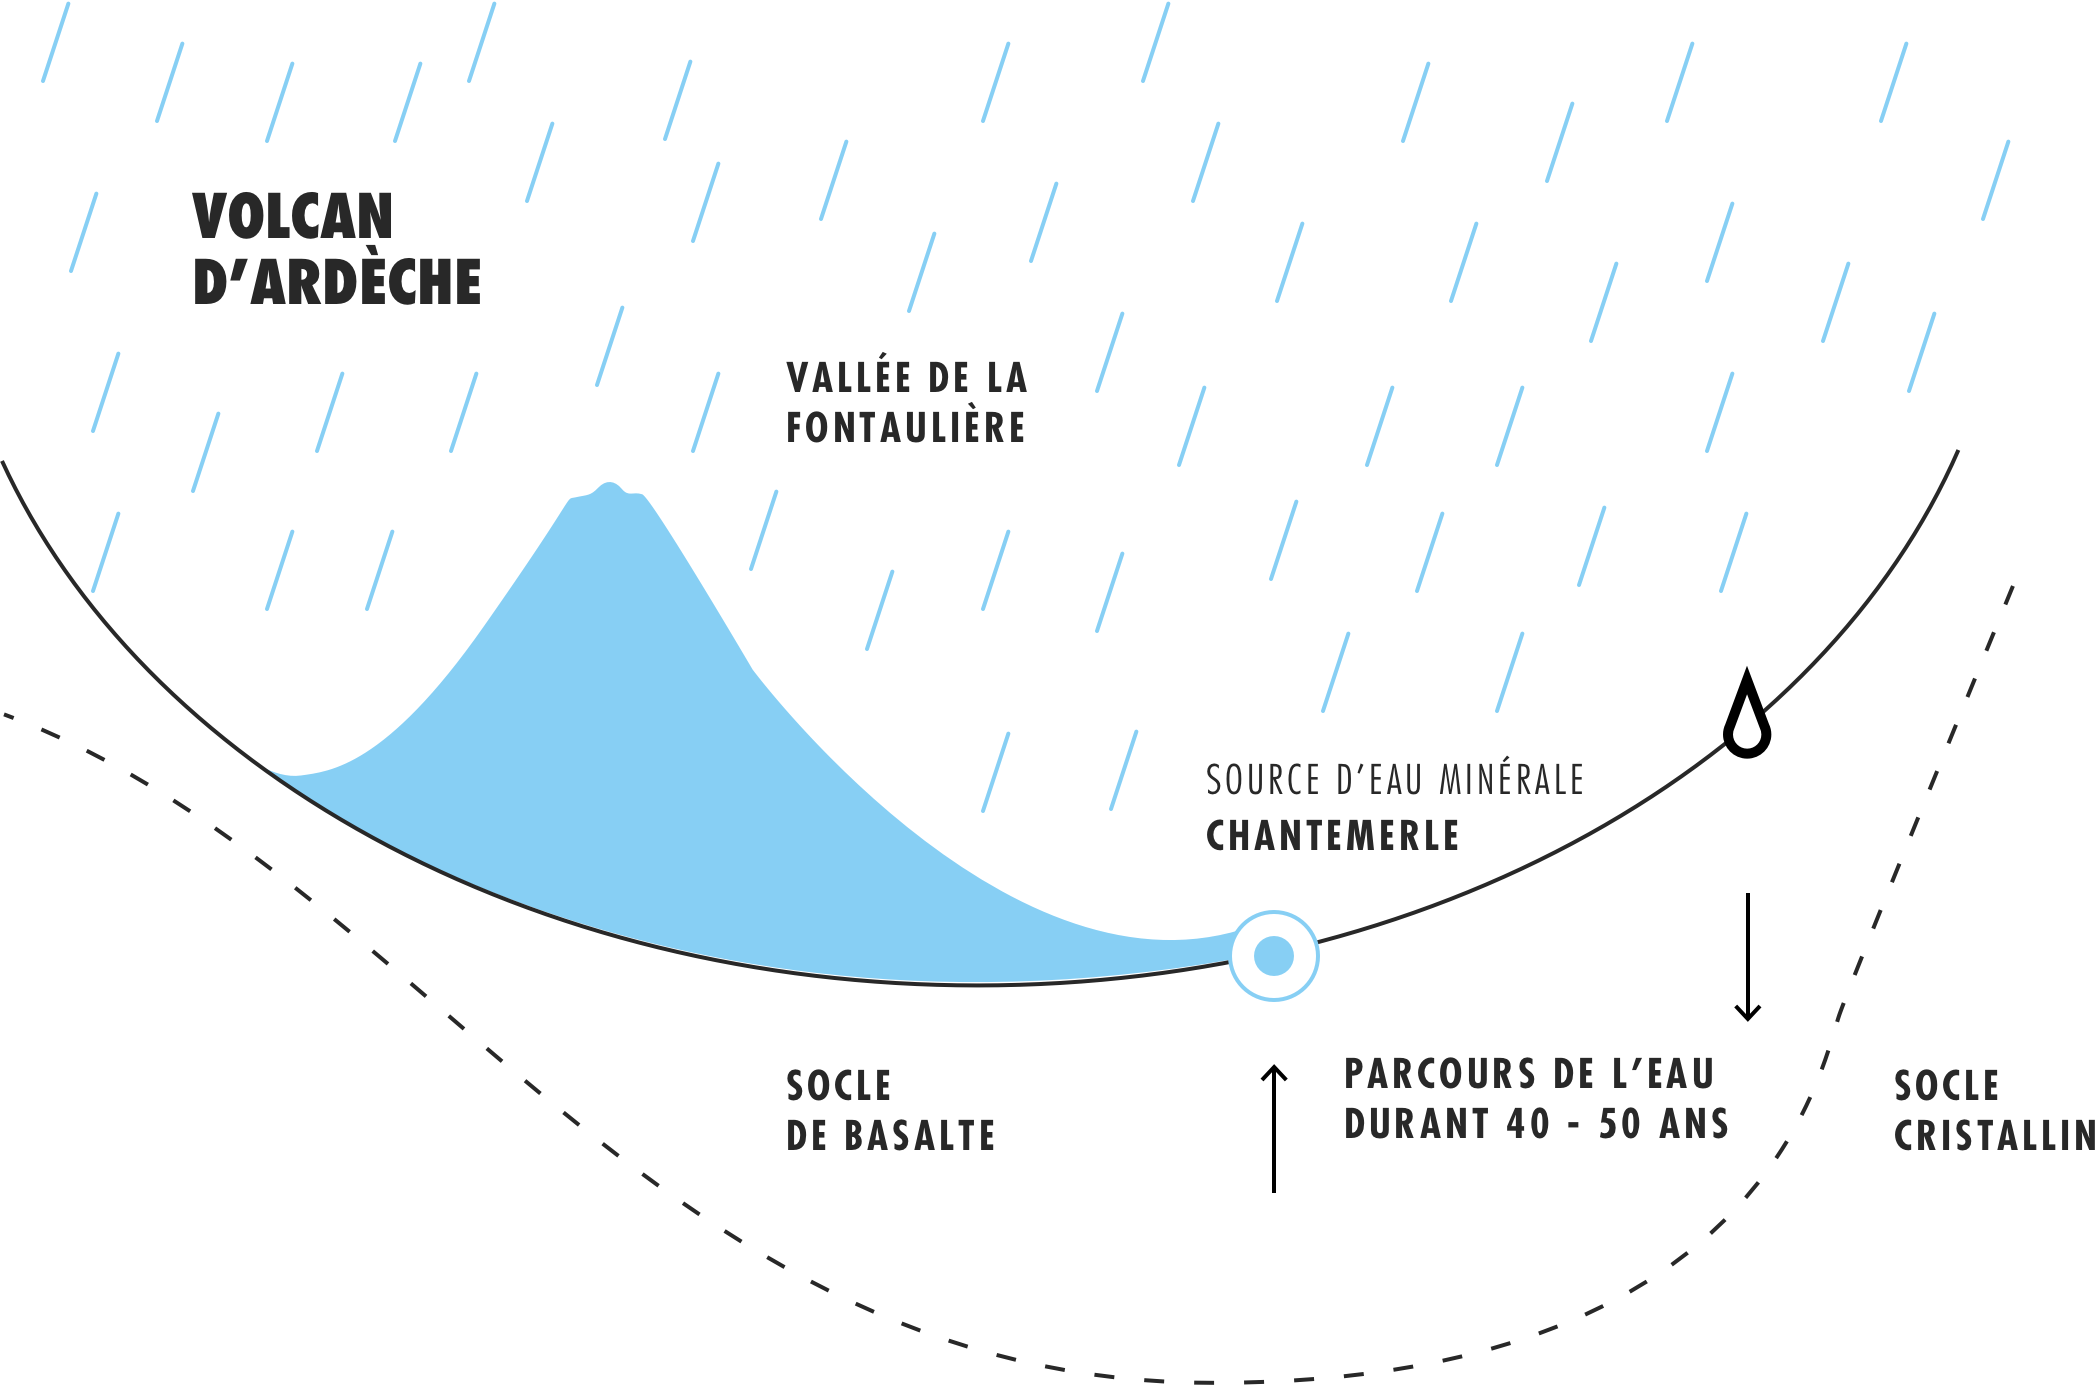 VOLCAN
D’ARDÈCHE
VALLÉE DE LA
FONTAULIÈRE
SOURCE D’EAU MINÉRALE
CHANTEMERLE
SOCLE
DE BASALTE
PARCOURS DE L’EAU
DURANT 40 - 50 ANS
SOCLE
CRISTALLIN